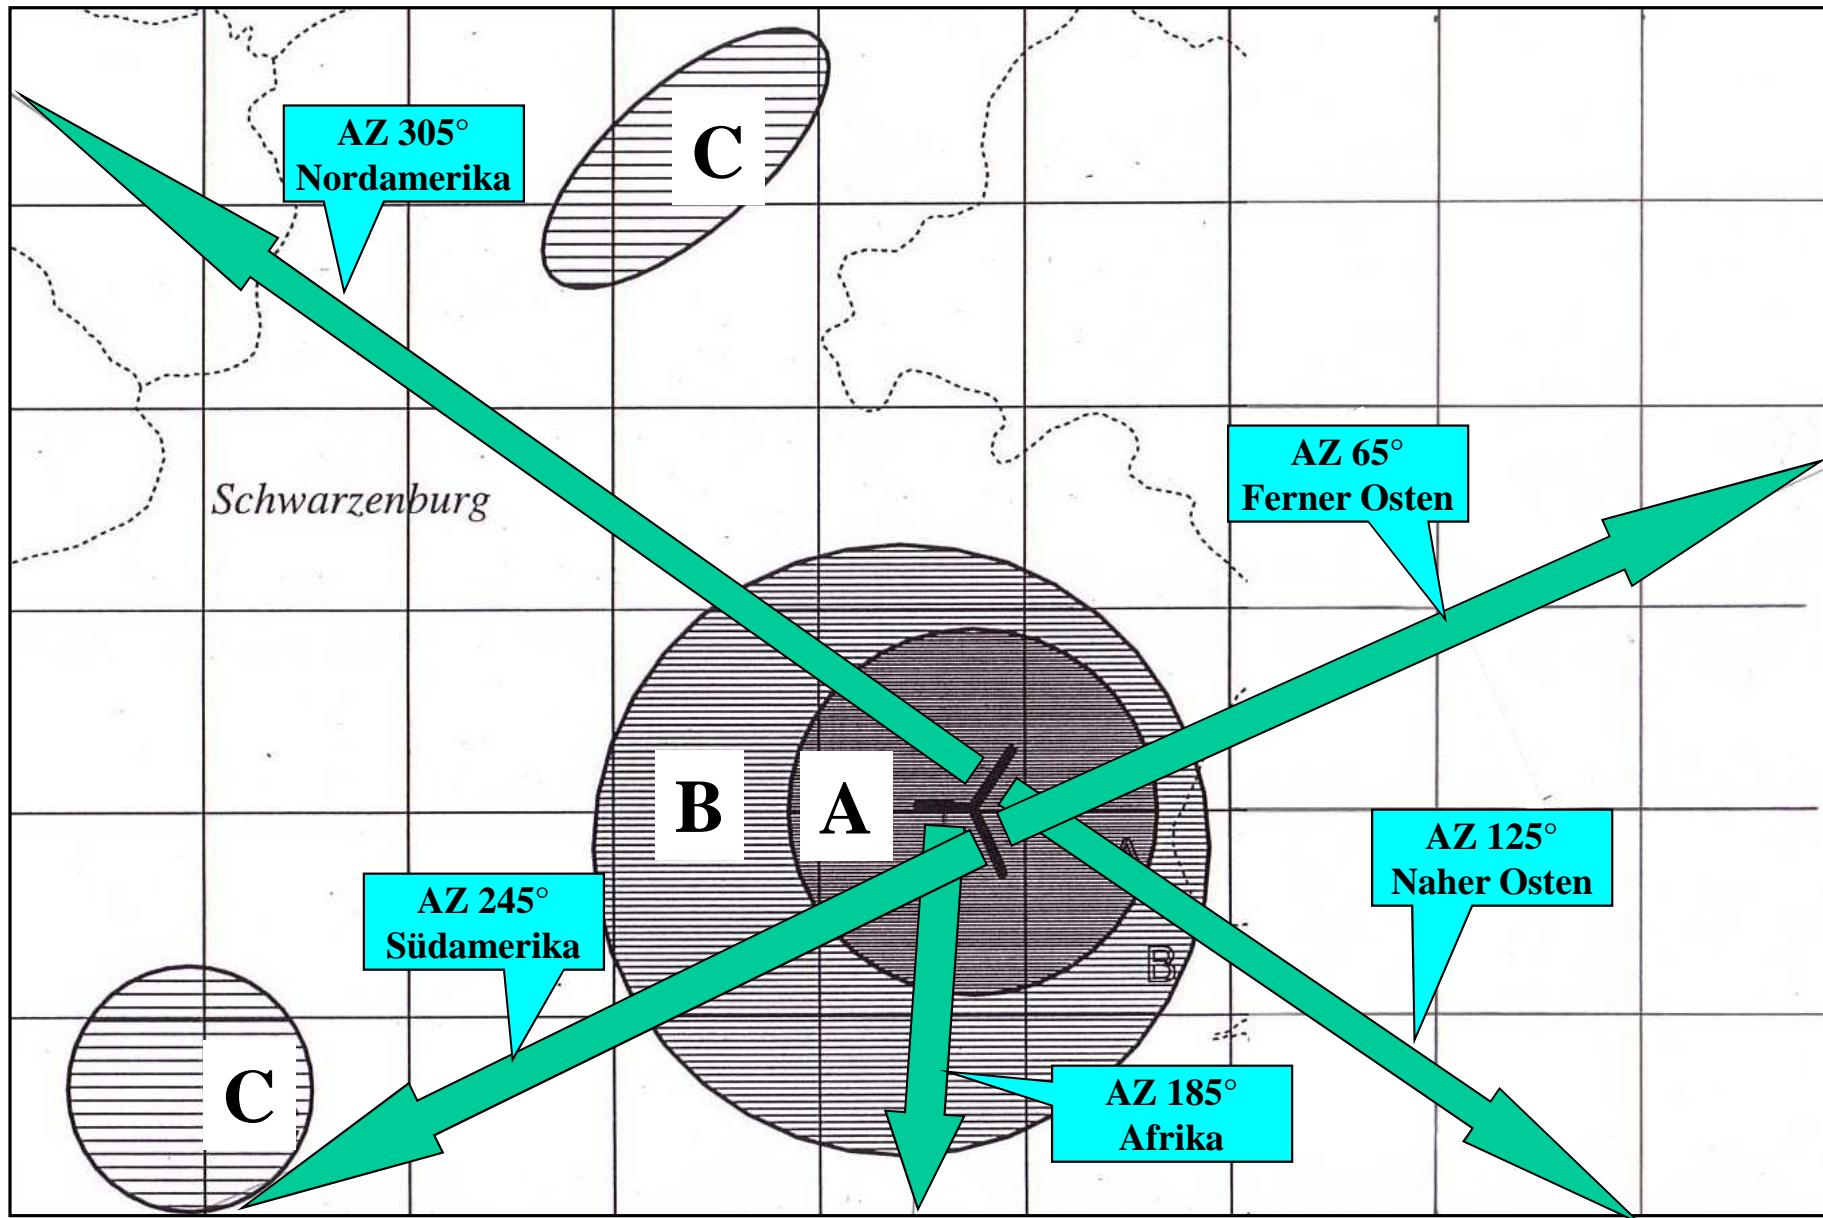 C
AZ 305°
Nordamerika
AZ 65°
Ferner Osten
Schwarzenburg
B
A
A
AZ 125°
Naher Osten
AZ 245°
Südamerika
B
C
AZ 185°
Afrika